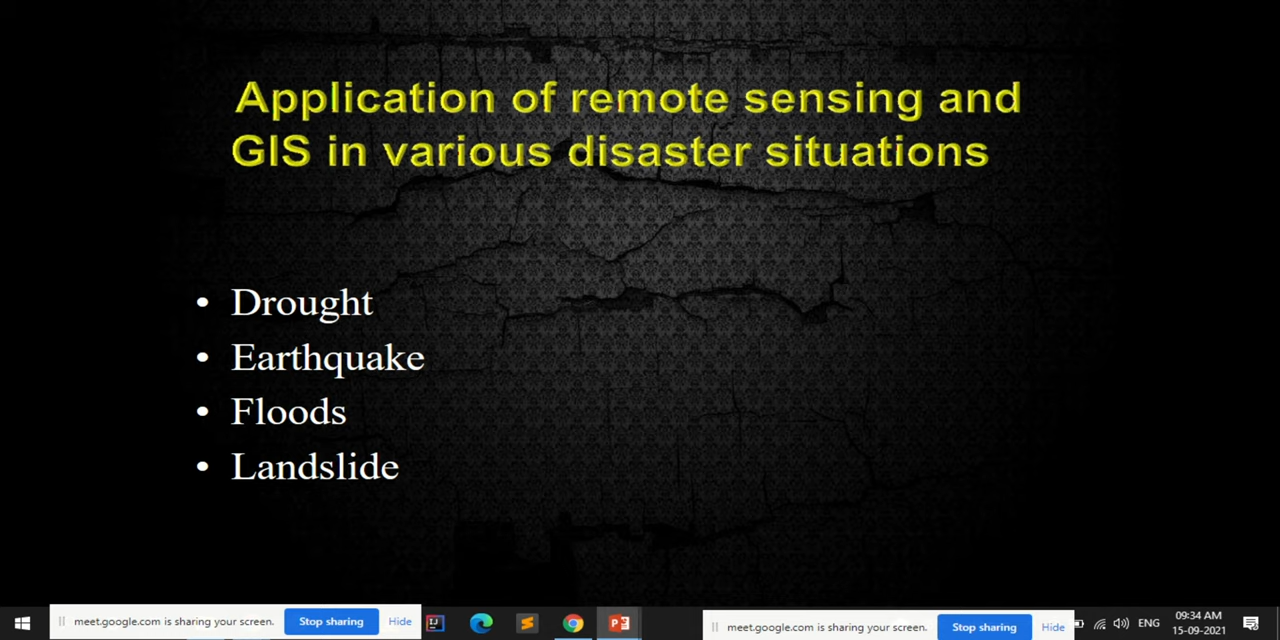 Application of remote sensing and
GIS in various disaster situations
• Drought
• Earthquake
• Floods
• Landslide
meet.google.com is sharing your screen. Stop sharing Hide
meet.google.com is sharing your screen. Stop sharing Hide
ENG
09:34 AM
15-09-2021